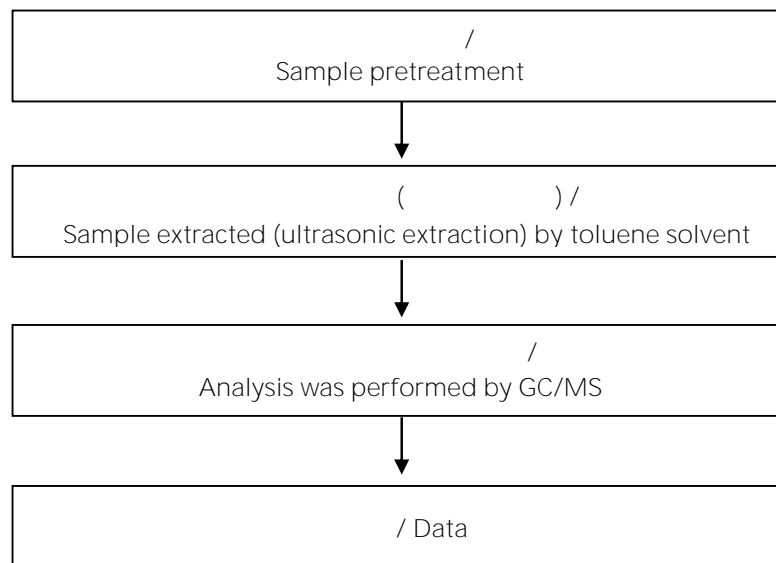 /
Sample pretreatment
( ) /
Sample extracted (ultrasonic extraction) by toluene solvent
/
Analysis was performed by GC/MS
/ Data